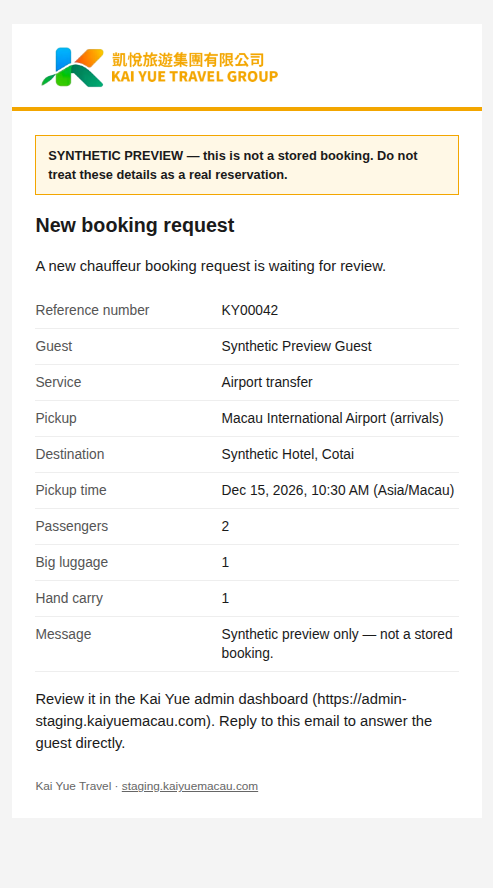 凱悅旅遊集團有限公司
KAI YUE TRAVEL GROUP
SYNTHETIC PREVIEW — this is not a stored booking. Do not
treat these details as a real reservation.
New booking request
A new chauffeur booking request is waiting for review.
Reference number KY00042
Guest Synthetic Preview Guest
Service Airport transfer
Pickup Macau International Airport (arrivals)
Destination Synthetic Hotel, Cotai
Pickup time Dec 15, 2026, 10:30 AM (Asia/Macau)
Passengers 2
Big luggage 1
Hand carry 1
Message Synthetic preview only — not a stored
booking.
Review it in the Kai Yue admin dashboard (https://admin-
staging.kaiyuemacau.com). Reply to this email to answer the
guest directly.
Kai Yue Travel · staging.kaiyuemacau.com